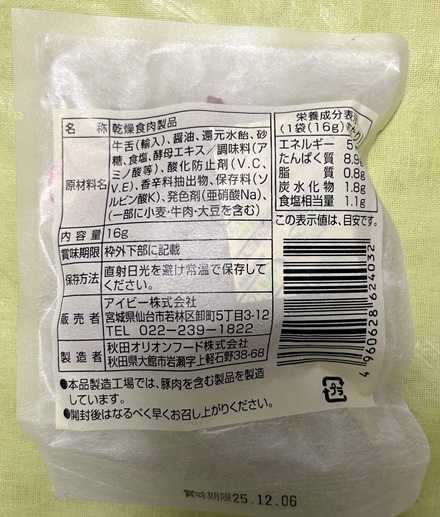 名称 乾燥食肉製品
原材料名 牛舌(輸入)、醤油、還元水飴、砂
糖、食塩、酵母エキス/調味料(ア
ミノ酸等)、酸化防止剤(V.C、
V.E)、香辛料抽出物、保存料(ソ
ルビン酸K)、発色剤(亜硝酸Na)、
(一部に小麦・牛肉・大豆を含む)
内容量 16g
賞味期限 枠外下部に記載
保存方法 直射日光を避け常温で保存して
ください。
販売者 アイビー株式会社
宮城県仙台市若林区卸町5丁目3-12
TEL 022-239-1822
製造者 秋田オリオンフード株式会社
秋田県大館市岩瀬字上軽石野38-68
●本品製造工場では、豚肉を含む製品を製造
しています。
●開封後はなるべく早くお召し上がりください。
栄養成分表示
(1袋(16g)
エネルギー
たんぱく質 8.9
脂質 0.8g
炭水化物 1.8g
食塩相当量 1.1g
この表示値は、目安です。
4960628624032
プラ
賞味期限25.12.06